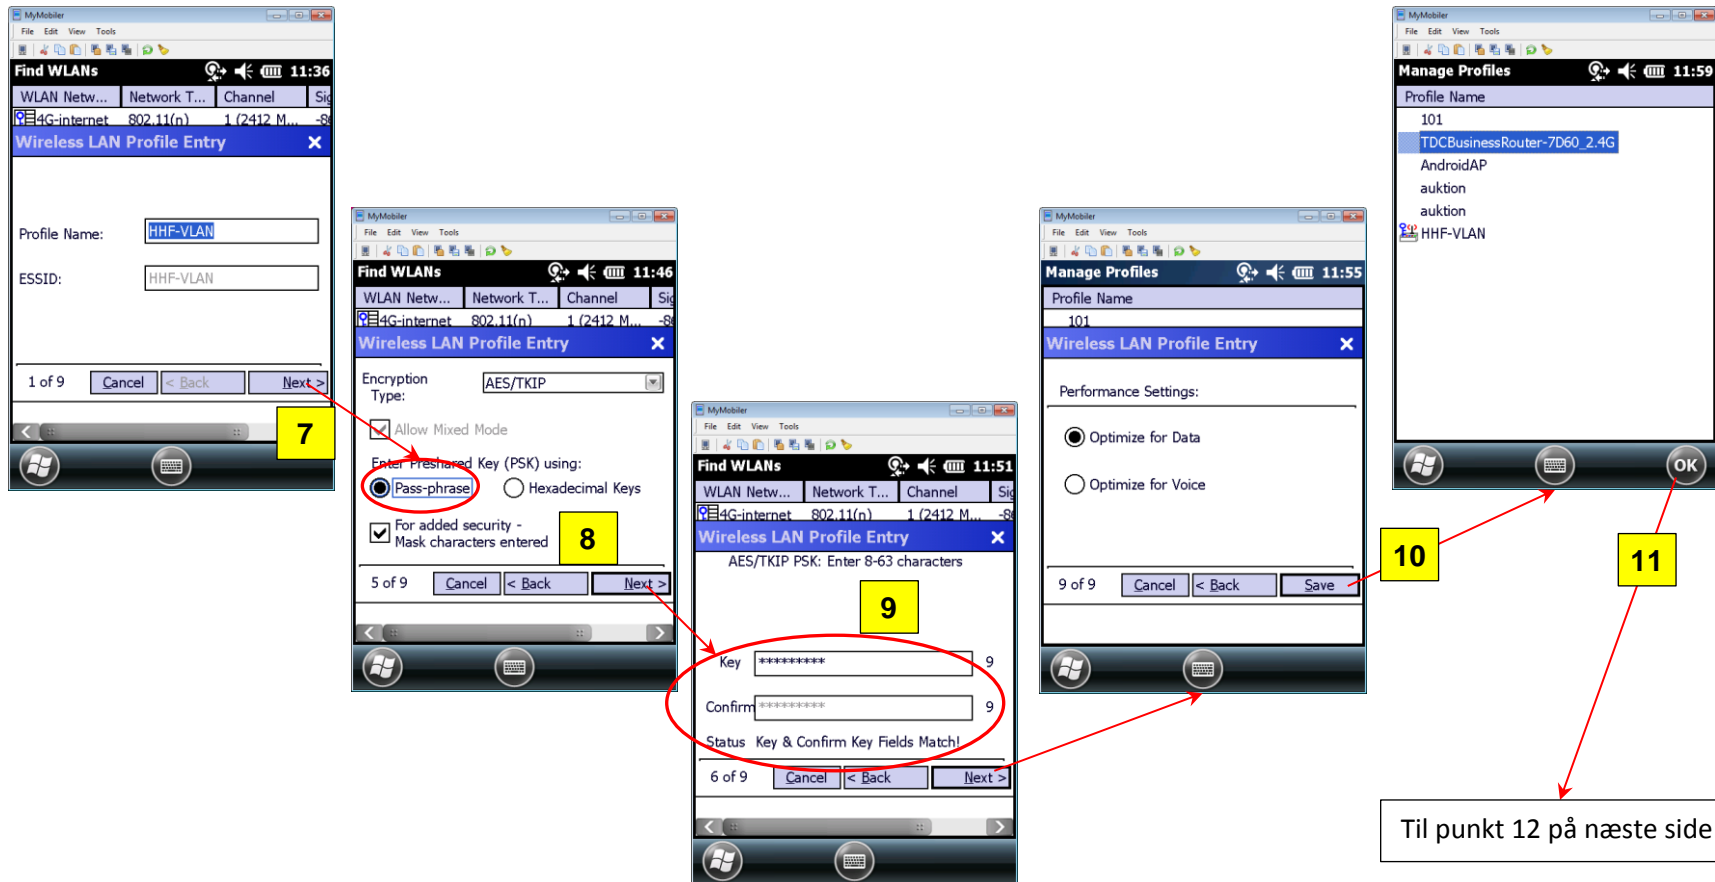 MyMobiler
File Edit View Tools
Find WLANs 11:36
WLAN Netw... Network T... Channel Sig
4G-internet 802.11(n) 1 (2412 M... -86
Wireless LAN Profile Entry
Profile Name: HHF-VLAN
ESSID: HHF-VLAN
1 of 9 Cancel < Back Next >
7
MyMobiler
File Edit View Tools
Find WLANs 11:46
WLAN Netw... Network T... Channel Sig
4G-internet 802.11(n) 1 (2412 M...
Wireless LAN Profile Entry
Encryption
Type: AES/TKIP
Allow Mixed Mode
Enter Preshared Key (PSK) using:
Pass-phrase Hexadecimal Keys
For added security -
Mask characters entered
8
5 of 9 Cancel < Back Next >
MyMobiler
File Edit View Tools
Find WLANs 11:51
WLAN Netw... Network T... Channel Sig
4G-internet 802.11(n) 1 (2412 M...
Wireless LAN Profile Entry
AES/TKIP PSK: Enter 8-63 characters
9
Key ********* 9
Confirm ********* 9
Status Key & Confirm Key Fields Match!
6 of 9 Cancel < Back Next >
MyMobiler
File Edit View Tools
Manage Profiles 11:55
Profile Name
101
Wireless LAN Profile Entry
Performance Settings:
Optimize for Data
Optimize for Voice
9 of 9 Cancel < Back Save
10
MyMobiler
File Edit View Tools
Manage Profiles 11:59
Profile Name
101
TDCBusinessRouter-7D60_2.4G
AndroidAP
auktion
auktion
HHF-VLAN
OK
11
Til punkt 12 på næste side